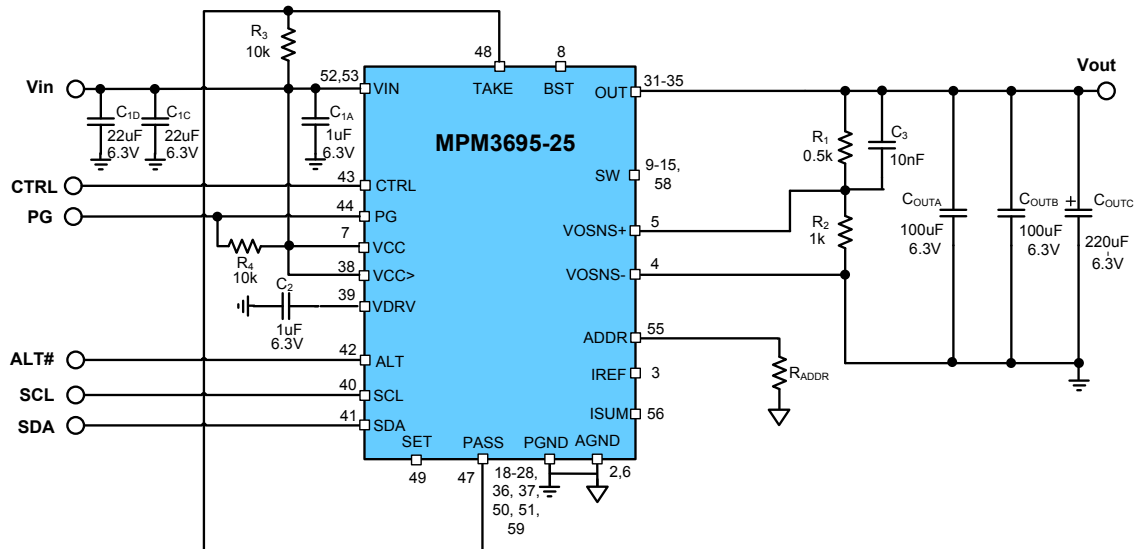 R3
10k
48
8
52,53
31-35
Vout
Vin
VIN
TAKE
BST
OUT
C1D
22uF
6.3V
C1C
22uF
6.3V
C1A
1uF
6.3V
MPM3695-25
R1
0.5k
C3
10nF
43
SW
9-15,
58
CTRL
CTRL
44
PG
PG
5
VOSNS+
R2
1k
COUTA
100uF
6.3V
COUTB
100uF
6.3V
+
COUTC
220uF
6.3V
7
VCC
R4
10k
38
VCC>
4
VOSNS-
C2
1uF
6.3V
39
VDRV
55
ADDR
RADDR
ALT#
42
ALT
IREF
3
SCL
40
SCL
SDA
41
SDA
ISUM
56
SET
PASS
PGND
AGND
49
47
18-28,
36, 37,
50, 51,
59
2,6